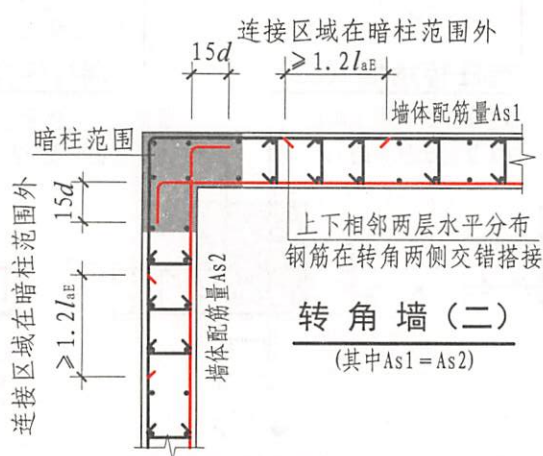 连接区域在暗柱范围外
15d
≥1.2laE
墙体配筋量As1
暗柱范围
15d
连接区域在暗柱范围外
≥1.2laE
墙体配筋量As2
上下相邻两层水平分布
钢筋在转角两侧交错搭接
转角墙（二）
(其中As1=As2)